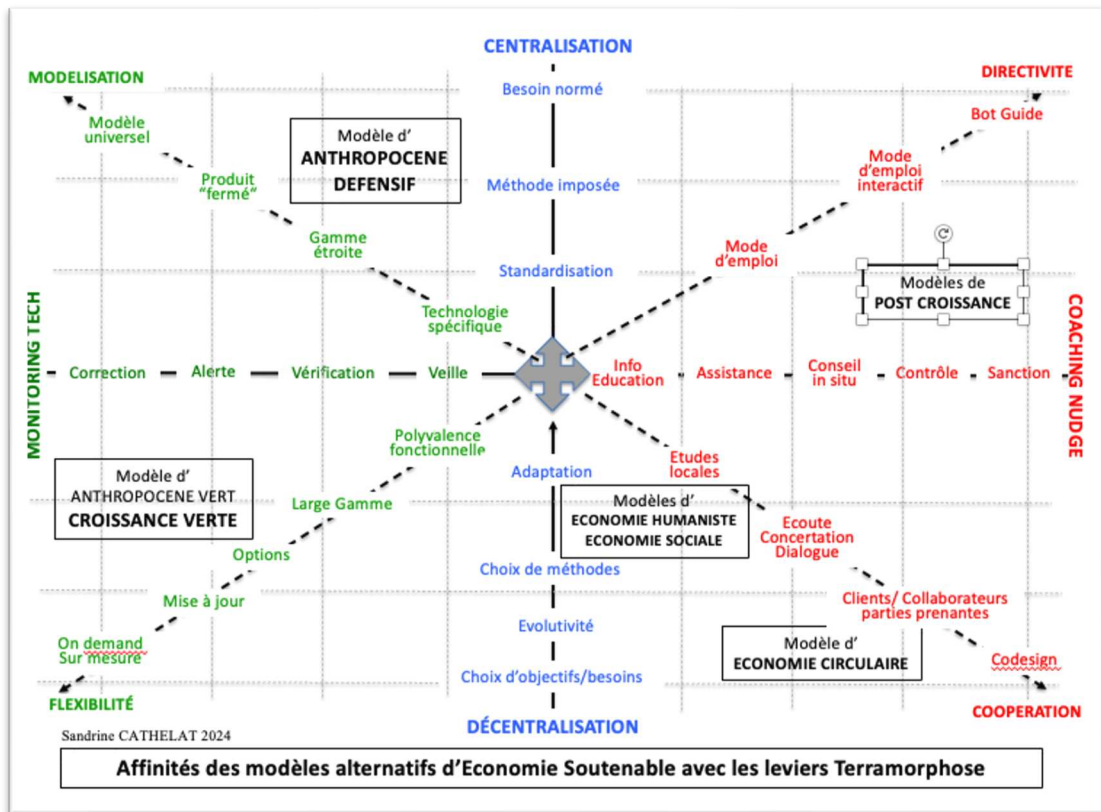 CENTRALISATION
MODELISATION
DIRECTIVITE
Besoin normé
Bot Guide
Modèle
universel
Modèle d'
ANTHROPOCENE
DEFENSIF
Mode
d'emploi
interactif
Produit
"fermé"
Méthode imposée
Gamme
étroite
Mode
d'emploi
Standardisation
Modèles de
POST CROISSANCE
Technologie
spécifique
MONITORING TECH
Correction
Alerte
Vérification
Veille
Info
Education
Assistance
Conseil
in situ
Contrôle
Sanction
COACHING NUDGE
Polyvalence
fonctionnelle
Adaptation
Etudes
locales
Modèle d'
ANTHROPOCENE VERT
CROISSANCE VERTE
Large Gamme
Modèles d'
ECONOMIE HUMANISTE
ECONOMIE SOCIALE
Ecoute
Concertation
Dialogue
Options
Choix de méthodes
Mise à jour
Clients/ Collaborateurs
parties prenantes
Evolutivité
On demand
Sur mesure
Modèle d'
ECONOMIE CIRCULAIRE
Codesign
Choix d'objectifs/besoins
FLEXIBILITÉ
COOPERATION
DÉCENTRALISATION
Sandrine CATHELAT 2024
Affinités des modèles alternatifs d'Economie Soutenable avec les leviers Terramorphose